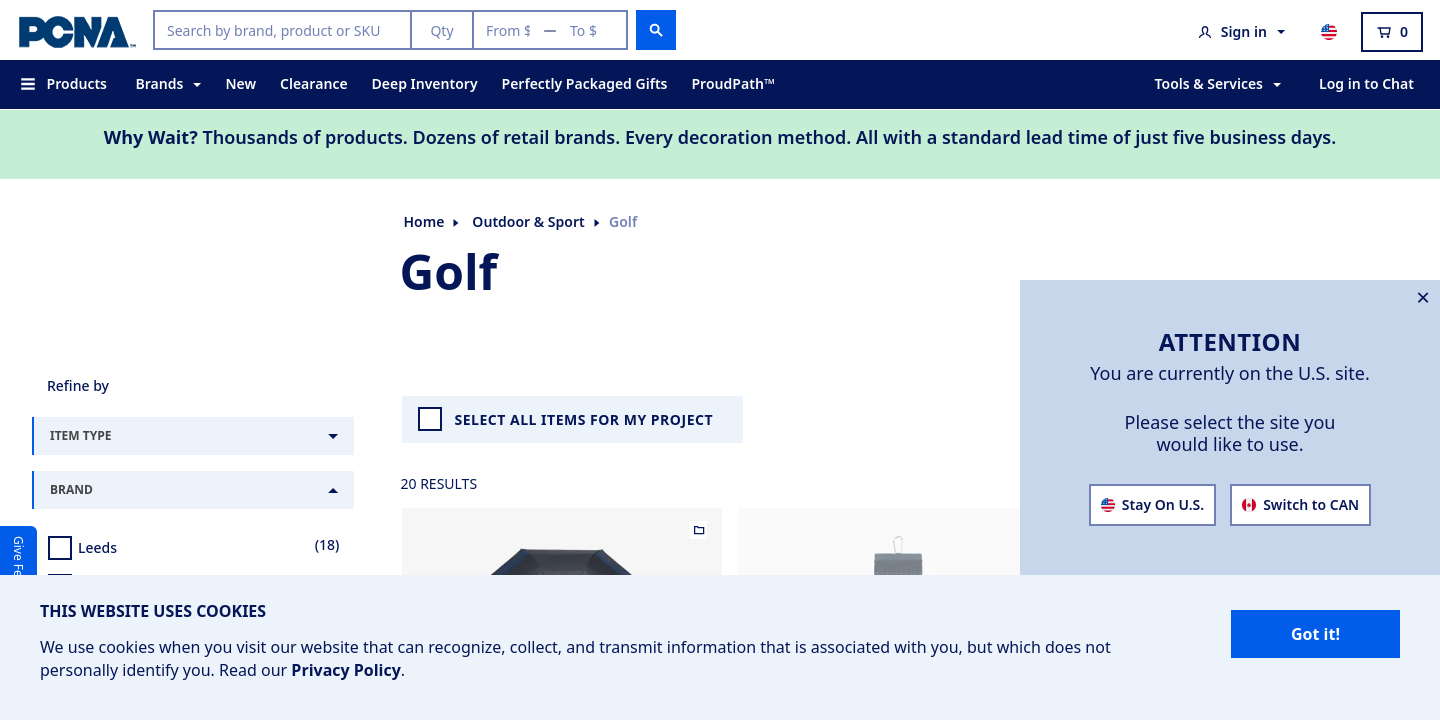 PCNA™
Search by brand, product or SKU
Qty
From $ — To $
Sign in
0
Products
Brands
New
Clearance
Deep Inventory
Perfectly Packaged Gifts
ProudPath™
Tools & Services
Log in to Chat
Why Wait? Thousands of products. Dozens of retail brands. Every decoration method. All with a standard lead time of just five business days.
Home
Outdoor & Sport
Golf
Golf
ATTENTION
You are currently on the U.S. site.
Please select the site you
would like to use.
Stay On U.S.
Switch to CAN
Refine by
ITEM TYPE
BRAND
Leeds
(18)
SELECT ALL ITEMS FOR MY PROJECT
20 RESULTS
Give
THIS WEBSITE USES COOKIES
We use cookies when you visit our website that can recognize, collect, and transmit information that is associated with you, but which does not
personally identify you. Read our Privacy Policy.
Got it!